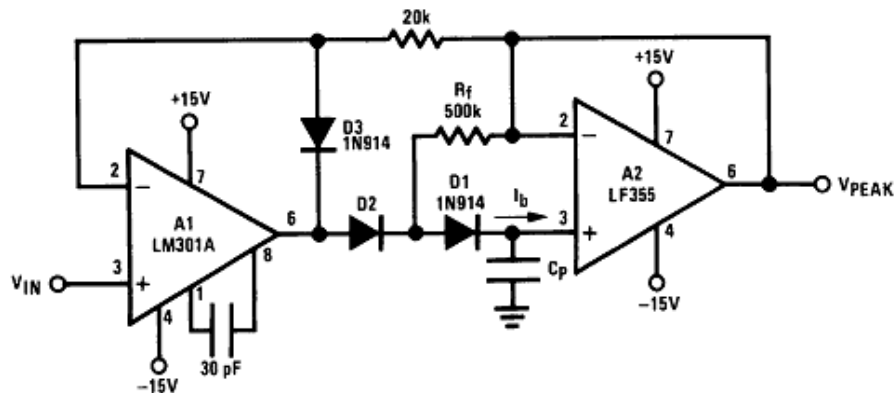 20k
+15V
+15V
Rf
500k
D3
1N914
2
7
2
7
D1
1N914
Ib
A2
LF355
6
VPEAK
A1
LM301A
6
D2
3
8
VIN
3
1
4
CP
4
-15V
30 pF
-15V
−
+
−
+